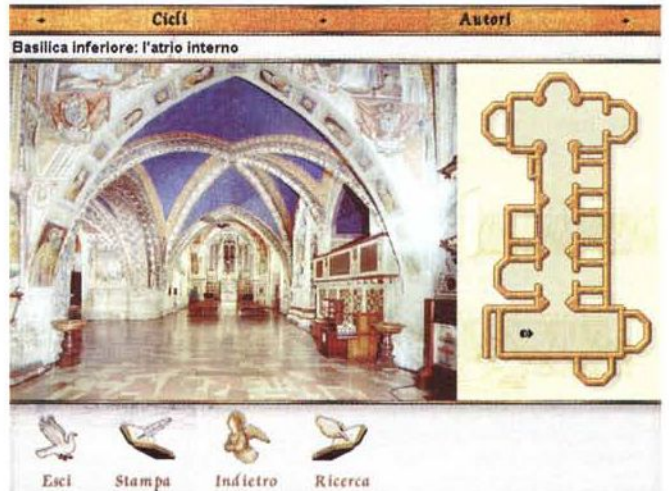 Cicli Autori
Basilica inferiore: l'atrio interno
Esci Stampa Indietro Ricerca